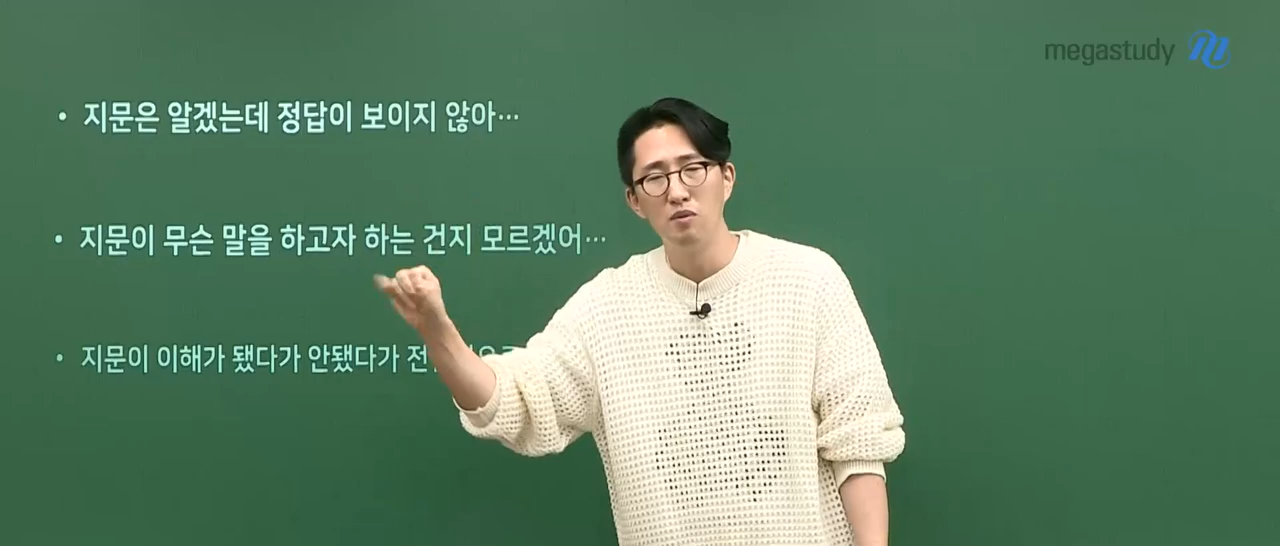 megastudy
• 지문은 알겠는데 정답이 보이지 않아…
• 지문이 무슨 말을 하고자 하는 건지 모르겠어…
• 지문이 이해가 됐다가 안됐다가